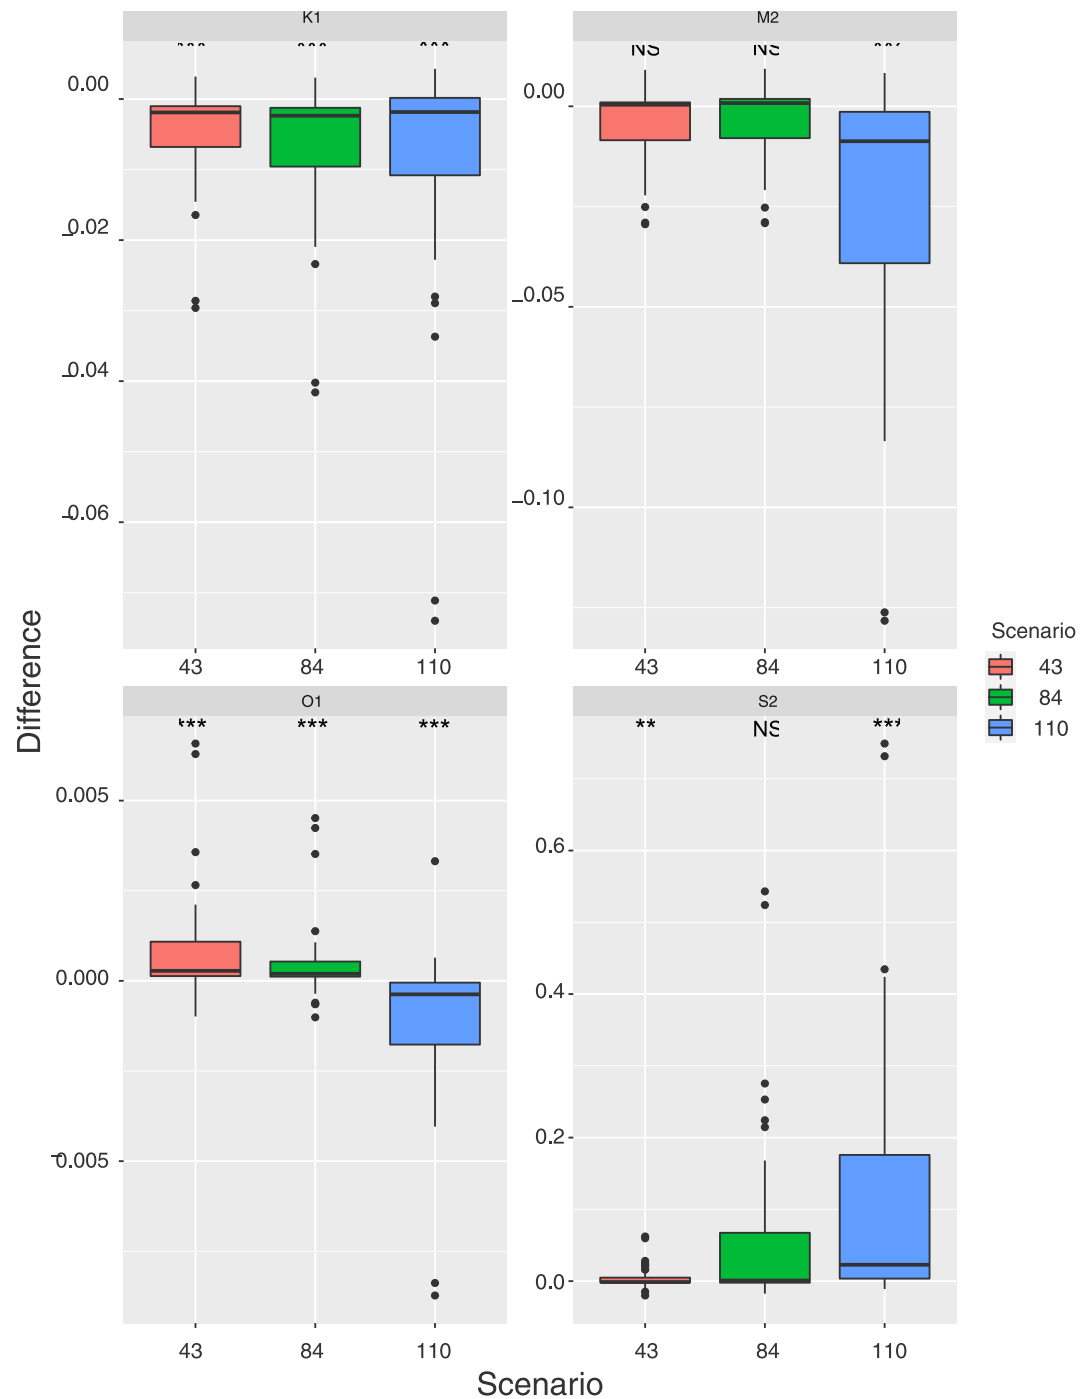 K1
M2
*** *** ***
NS NS ***
0.00
−0.02
−0.04
−0.06
0.00
−0.05
−0.10
43 84 110
43 84 110
O1
S2
*** *** ***
** NS ***
0.005
0.000
−0.005
0.6
0.4
0.2
0.0
43 84 110
43 84 110
Difference
Scenario
Scenario
43
84
110